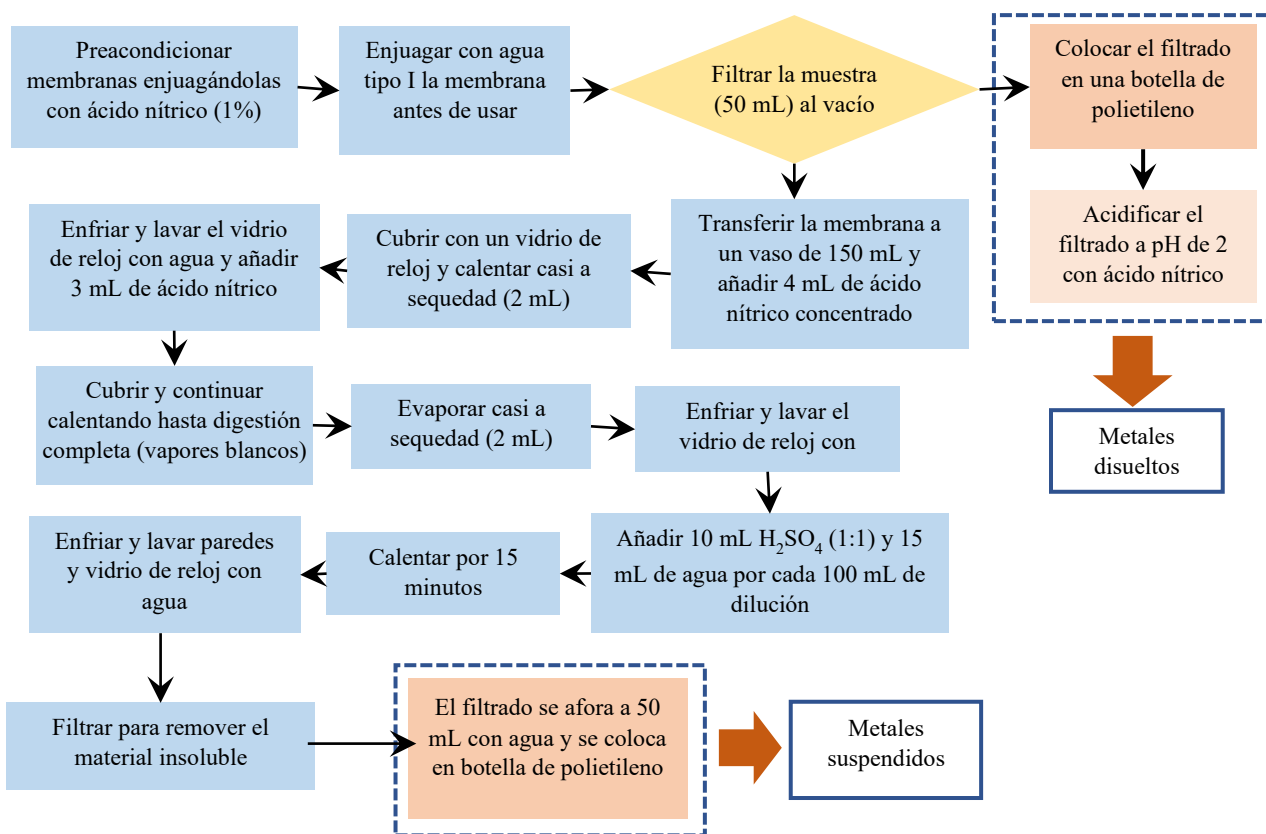 Preacondicionar
membranas enjuagándolas
con ácido nítrico (1%)
Enjuagar con agua
tipo I la membrana
antes de usar
Filtrar la muestra
(50 mL) al vacío
Colocar el filtrado
en una botella de
polietileno
Acidificar el
filtrado a pH de 2
con ácido nítrico
Metales
disueltos
Transferir la membrana a
un vaso de 150 mL y
añadir 4 mL de ácido
nítrico concentrado
Cubrir con un vidrio de
reloj y calentar casi a
sequedad (2 mL)
Enfriar y lavar el vidrio
de reloj con agua y añadir
3 mL de ácido nítrico
Cubrir y continuar
calentando hasta digestión
completa (vapores blancos)
Evaporar casi a
sequedad (2 mL)
Enfriar y lavar el
vidrio de reloj con
Añadir 10 mL H₂SO₄ (1:1) y 15
mL de agua por cada 100 mL de
dilución
Calentar por 15
minutos
Enfriar y lavar paredes
y vidrio de reloj con
agua
Filtrar para remover el
material insoluble
El filtrado se afora a 50
mL con agua y se coloca
en botella de polietileno
Metales
suspendidos